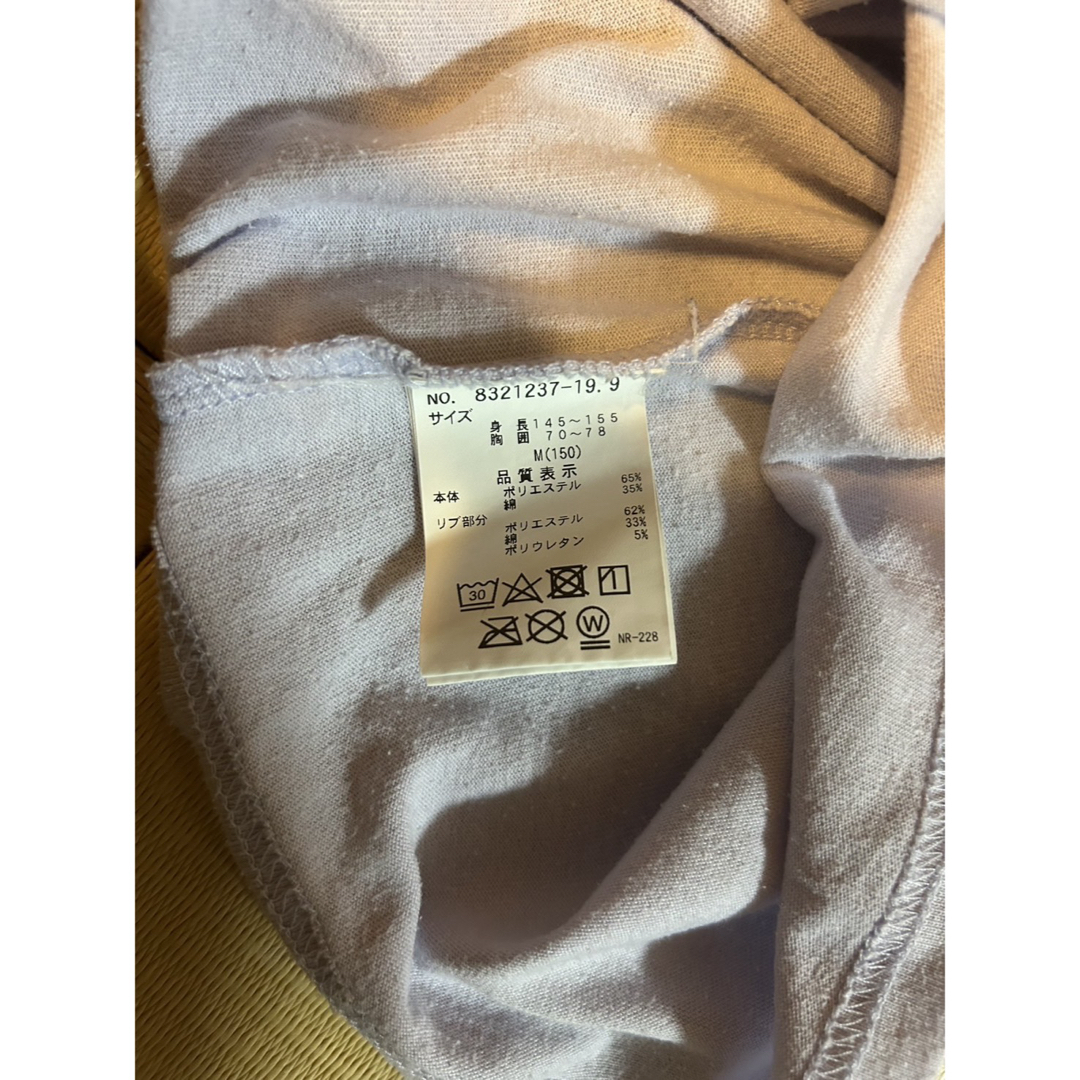 NO. 8321237-19.9
サイズ
身長145～155
胸囲 70～78
M(150)
品質表示
本体 ポリエステル 65%
綿 35%
リブ部分 ポリエステル 62%
綿 33%
ポリウレタン 5%
30
W
NR-228